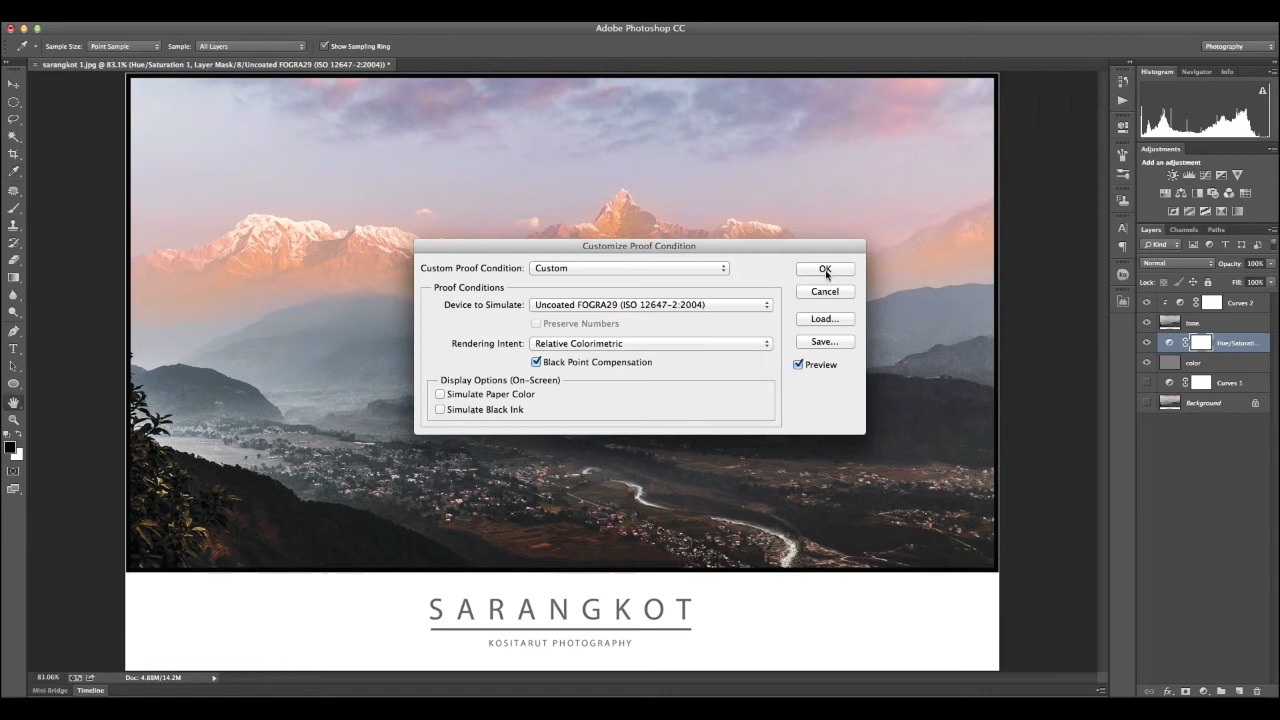 Adobe Photoshop CC
Sample Size: Point Sample Sample: All Layers Show Sampling Ring Photography
sarangkot 1.jpg @ 83.1% (Hue/Saturation 1, Layer Mask/8/Uncoated FOGRA29 (ISO 12647-2:2004)) *
Histogram Navigator Info
Adjustments
Add an adjustment
Layers Channels Paths
Kind
Normal Opacity: 100%
Lock: Fill: 100%
Curves 2
tone
Hue/Saturati...
color
Curves 1
Background
Customize Proof Condition
Custom Proof Condition: Custom
Proof Conditions
Device to Simulate: Uncoated FOGRA29 (ISO 12647-2:2004)
Preserve Numbers
Rendering Intent: Relative Colorimetric
Black Point Compensation
Display Options (On-Screen)
Simulate Paper Color
Simulate Black Ink
OK
Cancel
Load...
Save...
Preview
SARANGKOT
KOSITARUT PHOTOGRAPHY
83.06% Doc: 4.88M/14.2M
Mini Bridge Timeline